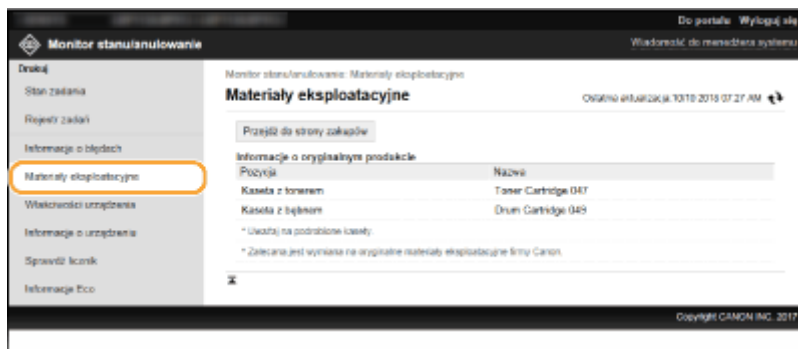 Do portalu Wyloguj się
Monitor stanu/anulowanie
Wiadomość do menedżera systemu
Drukuj
Stan zadania
Rejestr zadań
Informacje o błędach
Materiały eksploatacyjne
Właściwości urządzenia
Informacje o urządzeniu
Sprawdź licznik
Informacje Eco
Monitor stanu/anulowanie: Materiały eksploatacyjne
Materiały eksploatacyjne
Ostatnia aktualizacja: 10/10 2018 07:27 AM
Przejdź do strony zakupów
Informacje o oryginalnym produkcie
Pozycja Nazwa
Kaseta z tonerem Toner Cartridge 047
Kaseta z bębnem Drum Cartridge 049
* Uważaj na podrobione kasety.
* Zalecana jest wymiana na oryginalne materiały eksploatacyjne firmy Canon.
Copyright CANON INC. 2017